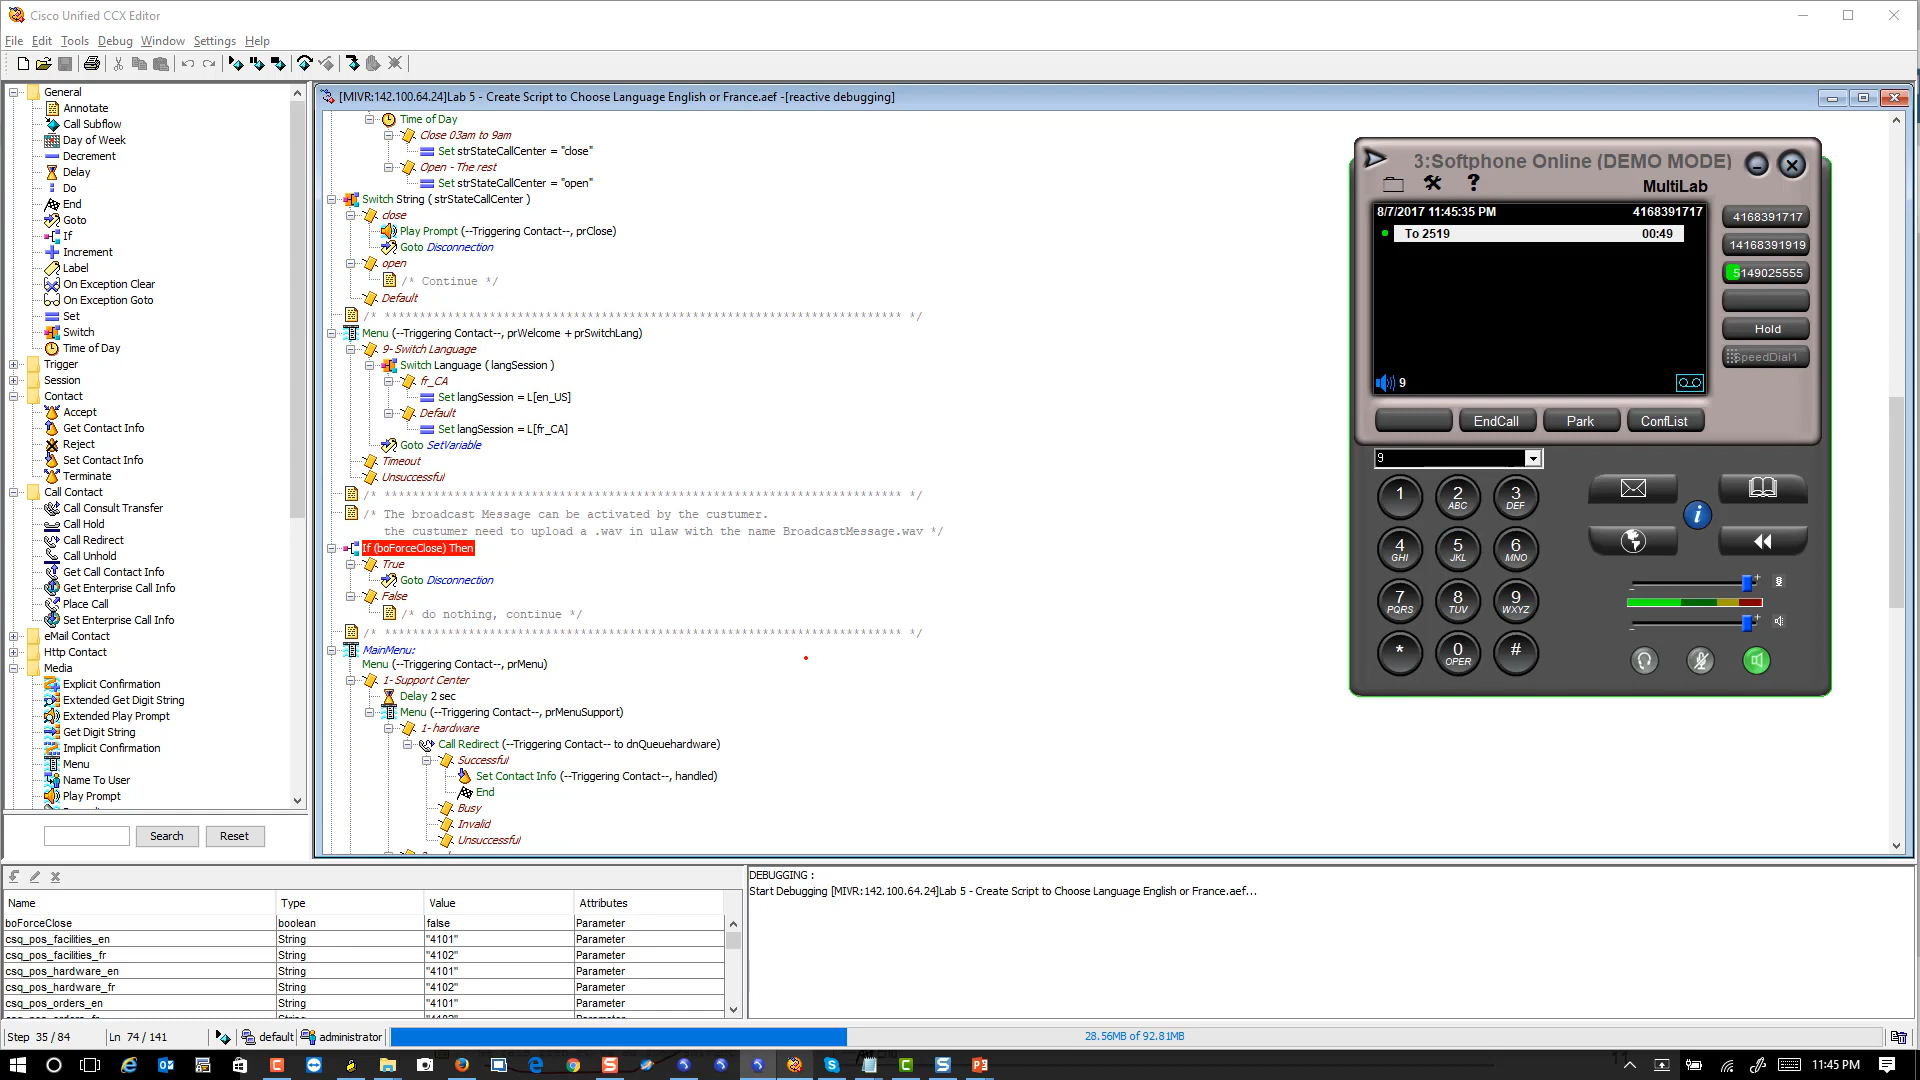 Cisco Unified CCX Editor
File Edit Tools Debug Window Settings Help
General
Annotate
Call Subflow
Day of Week
Decrement
Delay
Do
End
Goto
If
Increment
Label
On Exception Clear
On Exception Goto
Set
Switch
Time of Day
Trigger
Session
Contact
Accept
Get Contact Info
Reject
Set Contact Info
Terminate
Call Contact
Call Consult Transfer
Call Hold
Call Redirect
Call Unhold
Get Call Contact Info
Get Enterprise Call Info
Place Call
Set Enterprise Call Info
eMail Contact
Http Contact
Media
Explicit Confirmation
Extended Get Digit String
Extended Play Prompt
Get Digit String
Implicit Confirmation
Menu
Name To User
Play Prompt
Search Reset
[MIVR:142.100.64.24]Lab 5 - Create Script to Choose Language English or France.aef -[reactive debugging]
Time of Day
Close 03am to 9am
Set strStateCallCenter = "close"
Open - The rest
Set strStateCallCenter = "open"
Switch String ( strStateCallCenter )
close
Play Prompt (--Triggering Contact--, prClose)
Goto Disconnection
open
/* Continue */
Default
/* ************************************************************************** */
Menu (--Triggering Contact--, prWelcome + prSwitchLang)
9- Switch Language
Switch Language ( langSession )
fr_CA
Set langSession = L[en_US]
Default
Set langSession = L[fr_CA]
Goto SetVariable
Timeout
Unsuccessful
/* ************************************************************************** */
/* The broadcast Message can be activated by the custumer.
the custumer need to upload a .wav in ulaw with the name BroadcastMessage.wav */
If (boForceClose) Then
True
Goto Disconnection
False
/* do nothing, continue */
/* ************************************************************************** */
MainMenu:
Menu (--Triggering Contact--, prMenu)
1- Support Center
Delay 2 sec
Menu (--Triggering Contact--, prMenuSupport)
1- hardware
Call Redirect (--Triggering Contact-- to dnQueuehardware)
Successful
Set Contact Info (--Triggering Contact--, handled)
End
Busy
Invalid
Unsuccessful
3:Softphone Online (DEMO MODE)
? MultiLab
8/7/2017 11:45:35 PM 4168391717
To 2519 00:49
9
4168391717
14168391919
5149025555
Hold
SpeedDial1
EndCall Park ConfList
9
1 2 ABC 3 DEF
4 GHI 5 JKL 6 MNO
7 PQRS 8 TUV 9 WXYZ
* 0 OPER #
Name Type Value Attributes
boForceClose boolean false Parameter
csq_pos_facilities_en String "4101" Parameter
csq_pos_facilities_fr String "4102" Parameter
csq_pos_hardware_en String "4101" Parameter
csq_pos_hardware_fr String "4102" Parameter
csq_pos_orders_en String "4101" Parameter
DEBUGGING :
Start Debugging [MIVR:142.100.64.24]Lab 5 - Create Script to Choose Language English or France.aef...
Step 35 / 84 Ln 74 / 141 default administrator 28.56MB of 92.81MB
11:45 PM